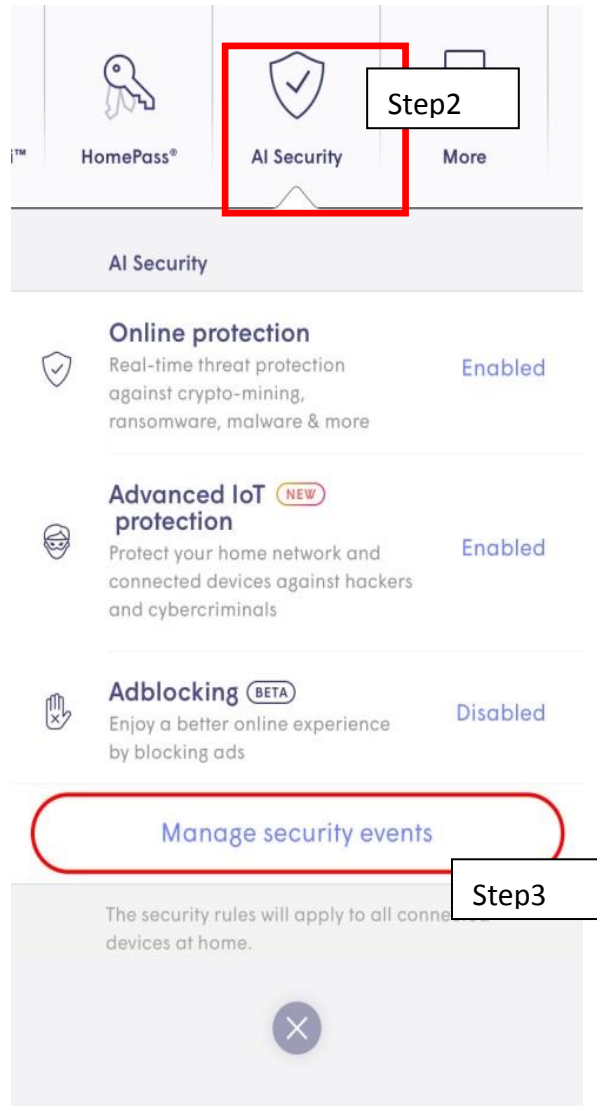 Step2
i™ HomePass® AI Security More
AI Security
Online protection
Real-time threat protection
against crypto-mining,
ransomware, malware & more
Enabled
Advanced IoT NEW
protection
Protect your home network and
connected devices against hackers
and cybercriminals
Enabled
Adblocking BETA
Enjoy a better online experience
by blocking ads
Disabled
Manage security events
Step3
The security rules will apply to all
devices at home.